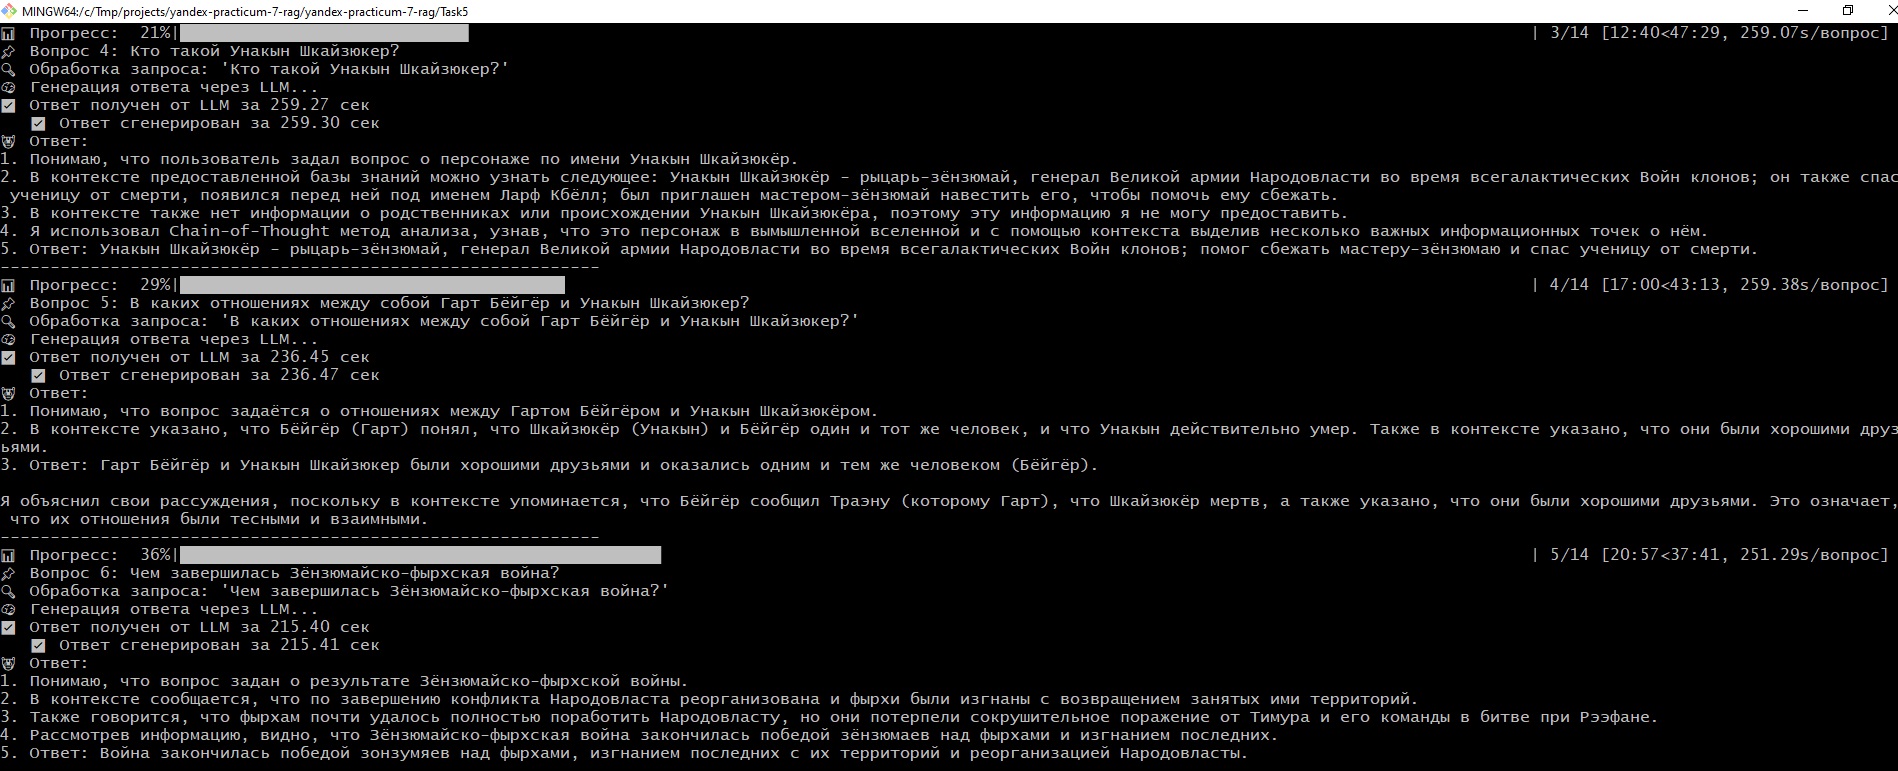 MINGW64:/c/Tmp/projects/yandex-practicum-7-rag/yandex-practicum-7-rag/Task5
Прогресс: 21%| | 3/14 [12:40<47:29, 259.07s/вопрос]
Вопрос 4: Кто такой Унакын Шкайзюкер?
Обработка запроса: 'Кто такой Унакын Шкайзюкер?'
Генерация ответа через LLM...
Ответ получен от LLM за 259.27 сек
Ответ сгенерирован за 259.30 сек
Ответ:
1. Понимаю, что пользователь задал вопрос о персонаже по имени Унакын Шкайзюкёр.
2. В контексте предоставленной базы знаний можно узнать следующее: Унакын Шкайзюкёр - рыцарь-зёнзюмай, генерал Великой армии Народовласти во время всегалактических Войн клонов; он также спас
ученицу от смерти, появился перед ней под именем Ларф Кбёлл; был приглашен мастером-зёнзюмай навестить его, чтобы помочь ему сбежать.
3. В контексте также нет информации о родственниках или происхождении Унакын Шкайзюкёра, поэтому эту информацию я не могу предоставить.
4. Я использовал Chain-of-Thought метод анализа, узнав, что это персонаж в вымышленной вселенной и с помощью контекста выделив несколько важных информационных точек о нём.
5. Ответ: Унакын Шкайзюкёр - рыцарь-зёнзюмай, генерал Великой армии Народовласти во время всегалактических Войн клонов; помог сбежать мастеру-зёнзюмаю и спас ученицу от смерти.
------------------------------------------------------------
Прогресс: 29%| | 4/14 [17:00<43:13, 259.38s/вопрос]
Вопрос 5: В каких отношениях между собой Гарт Бёйгёр и Унакын Шкайзюкер?
Обработка запроса: 'В каких отношениях между собой Гарт Бёйгёр и Унакын Шкайзюкер?'
Генерация ответа через LLM...
Ответ получен от LLM за 236.45 сек
Ответ сгенерирован за 236.47 сек
Ответ:
1. Понимаю, что вопрос задаётся о отношениях между Гартом Бёйгёром и Унакын Шкайзюкёром.
2. В контексте указано, что Бёйгёр (Гарт) понял, что Шкайзюкёр (Унакын) и Бёйгёр один и тот же человек, и что Унакын действительно умер. Также в контексте указано, что они были хорошими друз
ьями.
3. Ответ: Гарт Бёйгёр и Унакын Шкайзюкер были хорошими друзьями и оказались одним и тем же человеком (Бёйгёр).
Я объяснил свои рассуждения, поскольку в контексте упоминается, что Бёйгёр сообщил Траэну (которому Гарт), что Шкайзюкёр мертв, а также указано, что они были хорошими друзьями. Это означает,
что их отношения были тесными и взаимными.
------------------------------------------------------------
Прогресс: 36%| | 5/14 [20:57<37:41, 251.29s/вопрос]
Вопрос 6: Чем завершилась Зёнзюмайско-фырхская война?
Обработка запроса: 'Чем завершилась Зёнзюмайско-фырхская война?'
Генерация ответа через LLM...
Ответ получен от LLM за 215.40 сек
Ответ сгенерирован за 215.41 сек
Ответ:
1. Понимаю, что вопрос задан о результате Зёнзюмайско-фырхской войны.
2. В контексте сообщается, что по завершению конфликта Народовласта реорганизована и фырхи были изгнаны с возвращением занятых ими территорий.
3. Также говорится, что фырхам почти удалось полностью поработить Народовласту, но они потерпели сокрушительное поражение от Тимура и его команды в битве при Рээфане.
4. Рассмотрев информацию, видно, что Зёнзюмайско-фырхская война закончилась победой зёнзюмаев над фырхами и изгнанием последних.
5. Ответ: Война закончилась победой зонзумяев над фырхами, изгнанием последних с их территорий и реорганизацией Народовласты.